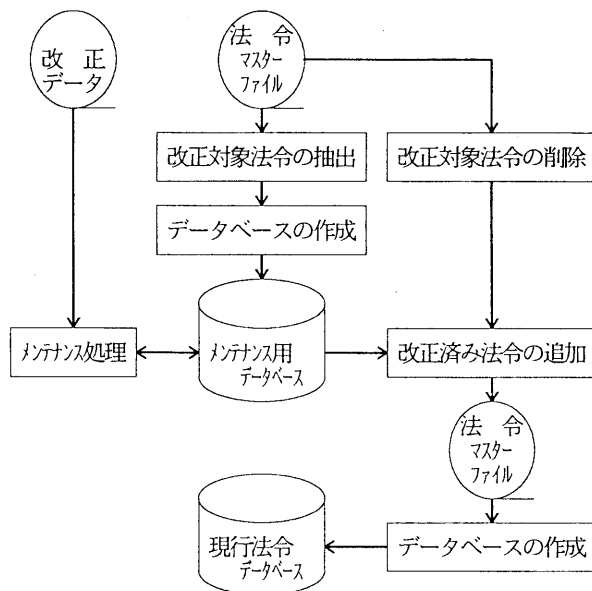 改正
データ
法令
マスター
ファイル
改正対象法令の抽出
改正対象法令の削除
データベースの作成
メンテナンス処理
メンテナンス用
データベース
改正済み法令の追加
法令
マスター
ファイル
現行法令
データベース
データベースの作成